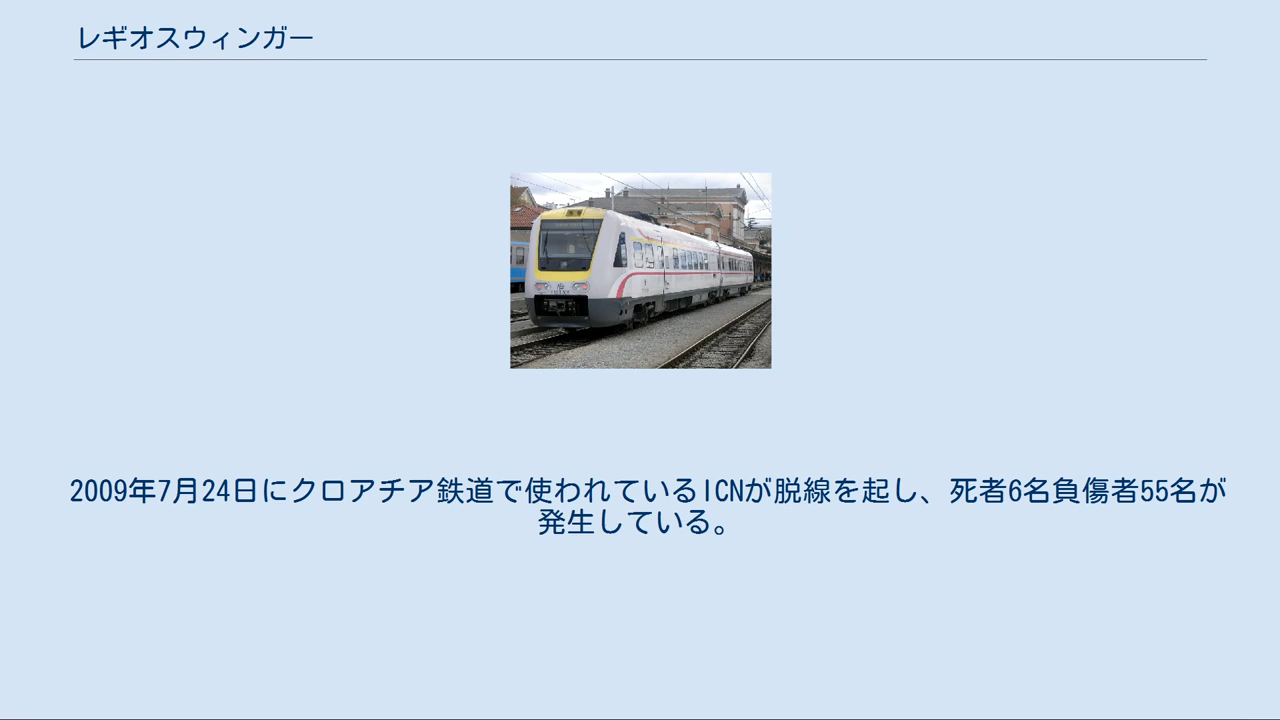 レギオスウィンガー
2009年7月24日にクロアチア鉄道で使われているICNが脱線を起し、死者6名負傷者55名が
発生している。